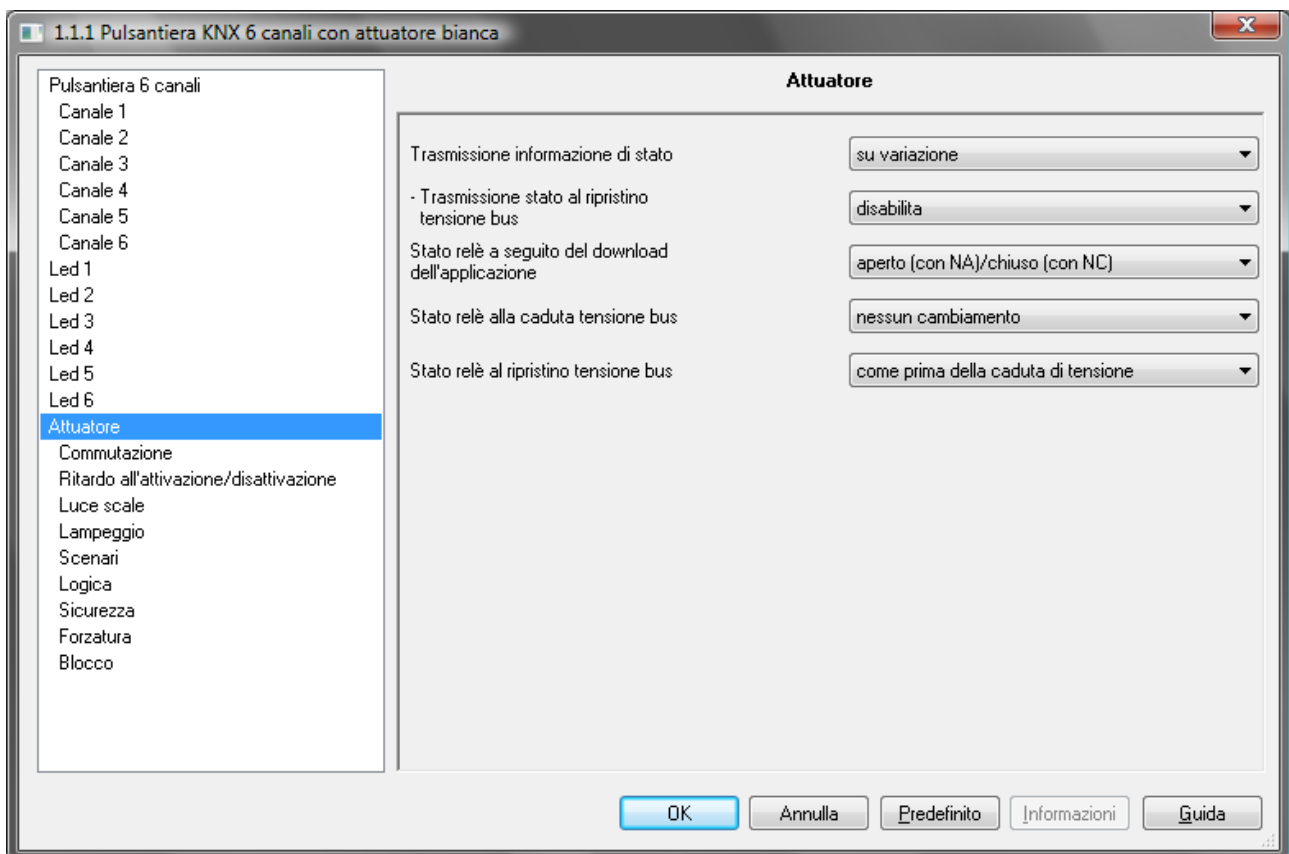 1.1.1 Pulsantiera KNX 6 canali con attuatore bianca
Pulsantiera 6 canali
Canale 1
Canale 2
Canale 3
Canale 4
Canale 5
Canale 6
Led 1
Led 2
Led 3
Led 4
Led 5
Led 6
Attuatore
Commutazione
Ritardo all'attivazione/disattivazione
Luce scale
Lampeggio
Scenari
Logica
Sicurezza
Forzatura
Blocco
Attuatore
Trasmissione informazione di stato
su variazione
- Trasmissione stato al ripristino
tensione bus
disabilita
Stato relè a seguito del download
dell'applicazione
aperto (con NA)/chiuso (con NC)
Stato relè alla caduta tensione bus
nessun cambiamento
Stato relè al ripristino tensione bus
come prima della caduta di tensione
OK
Annulla
Predefinito
Informazioni
Guida